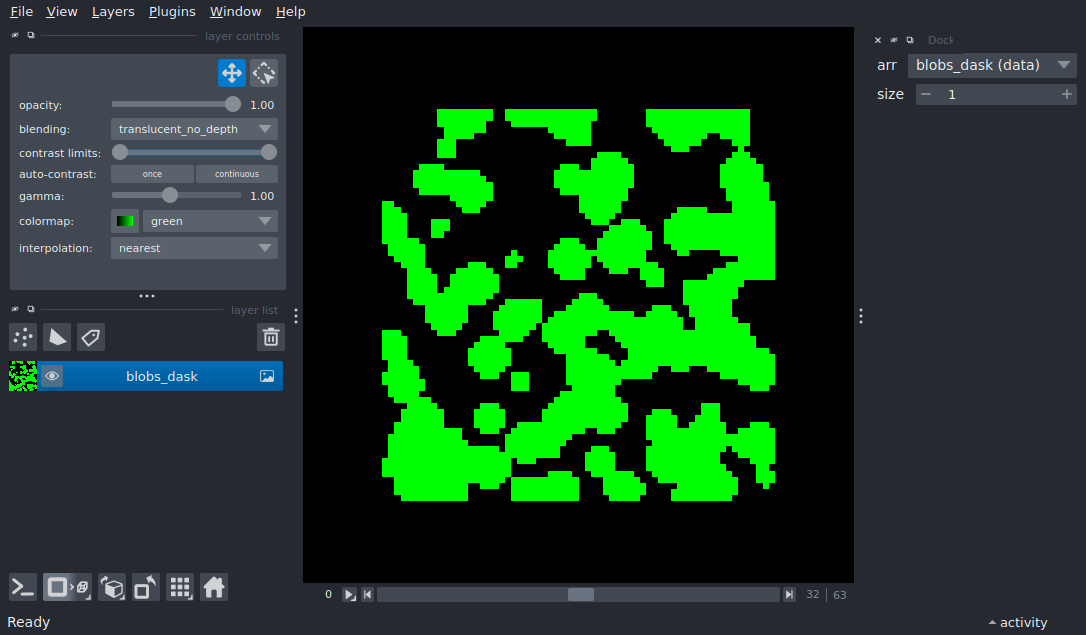 File View Layers Plugins Window Help
layer controls
opacity: 1.00
blending: translucent_no_depth
contrast limits:
auto-contrast: once continuous
gamma: 1.00
colormap: green
interpolation: nearest
layer list
blobs_dask
Dock
arr blobs_dask (data)
size 1
0 32 63
Ready activity